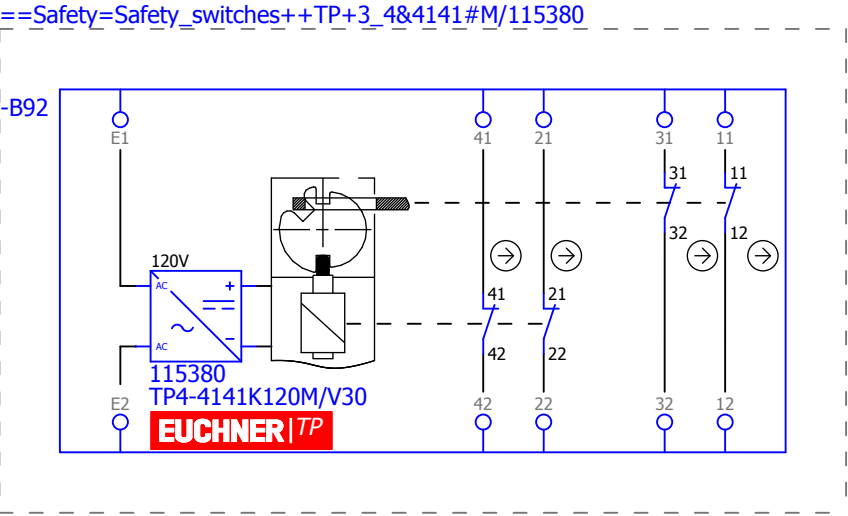 ==Safety=Safety_switches++TP+3_4&4141#M/115380
-B92
E1 41 21 31 11
31 11
32 12
120V
AC +
41 21
AC -
42 22
115380
TP4-4141K120M/V30
E2 42 22 32 12
EUCHNER|TP